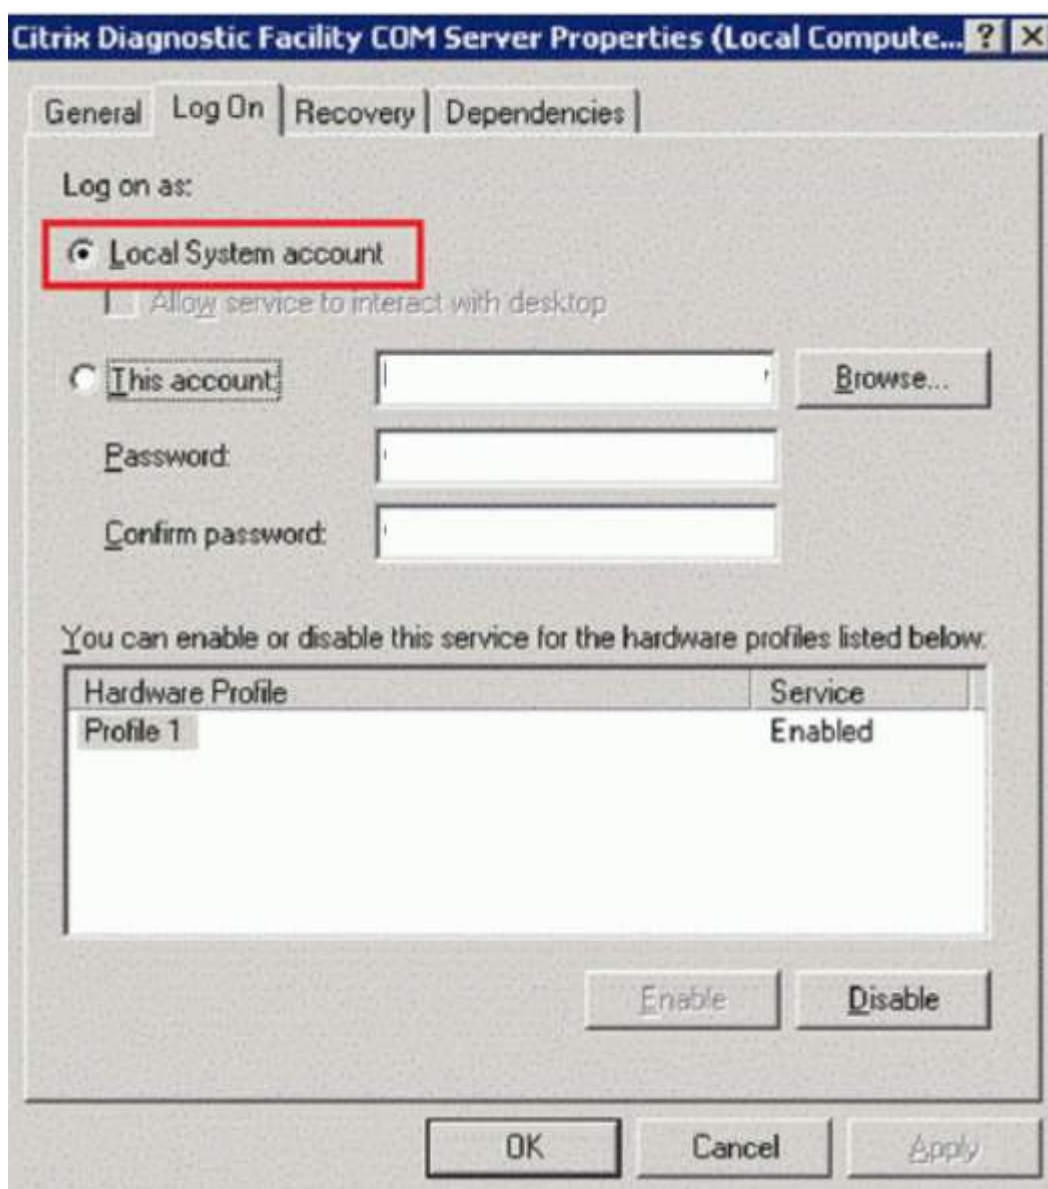 Citrix Diagnostic Facility COM Server Properties (Local Compute... ? X
General Log On Recovery Dependencies
Log on as:
Local System account
Allow service to interact with desktop
This account: Browse...
Password:
Confirm password:
You can enable or disable this service for the hardware profiles listed below:
Hardware Profile Service
Profile 1 Enabled
Enable Disable
OK Cancel Apply